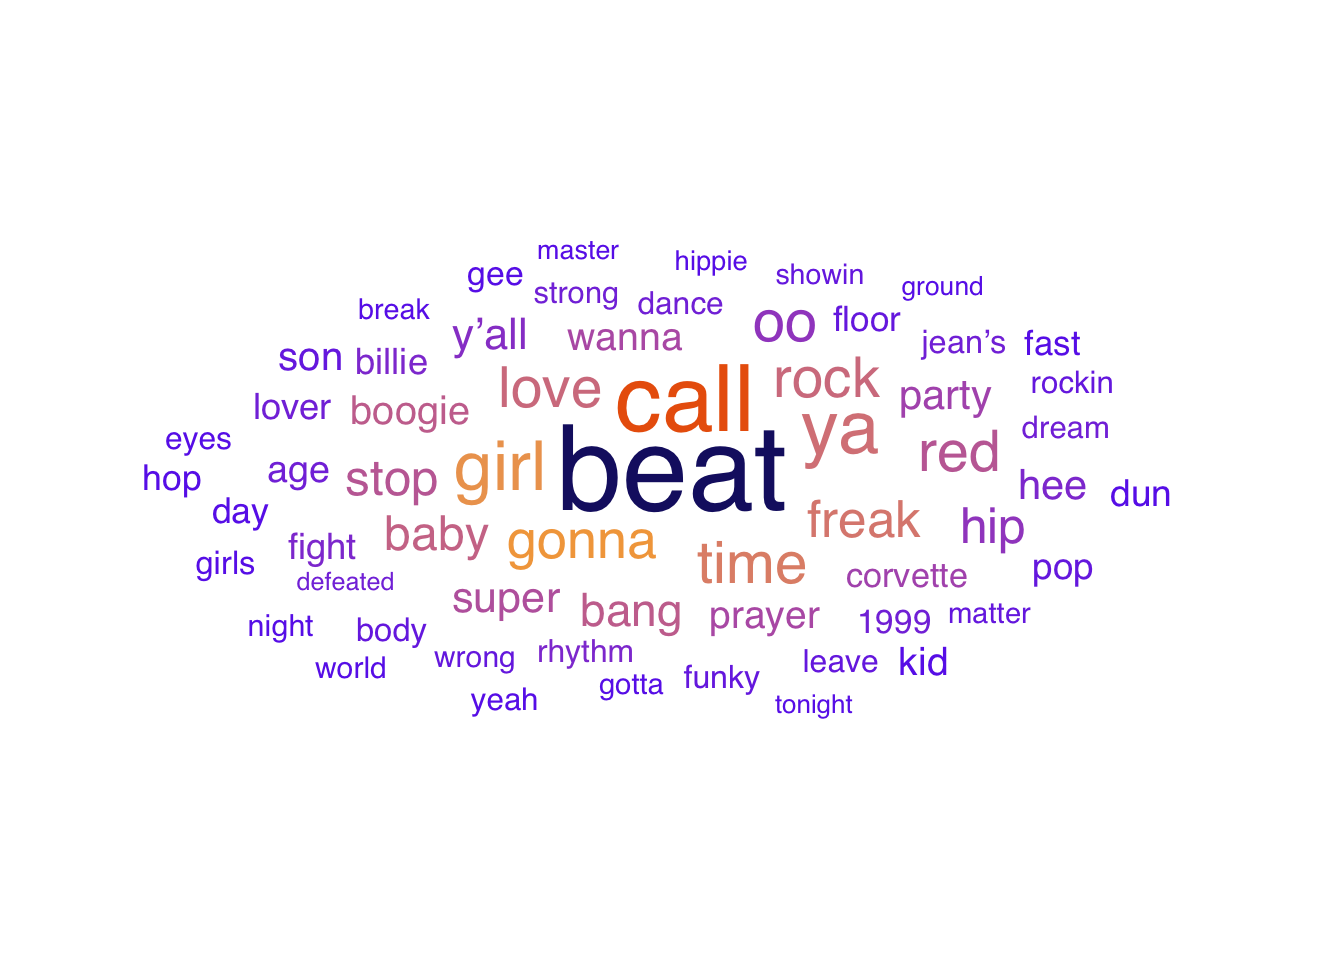 master
gee
hippie
showin
strong
dance
ground
break
y’all
wanna
oo
floor
son
billie
jean’s
fast
love
call
rock
party
rockin
lover
boogie
ya
dream
eyes
girl
beat
red
hop
age
stop
hee
dun
day
baby
gonna
freak
hip
girls
fight
defeated
time
corvette
pop
super
bang
prayer
1999
matter
night
body
wrong
rhythm
leave
kid
world
gotta
funky
yeah
tonight